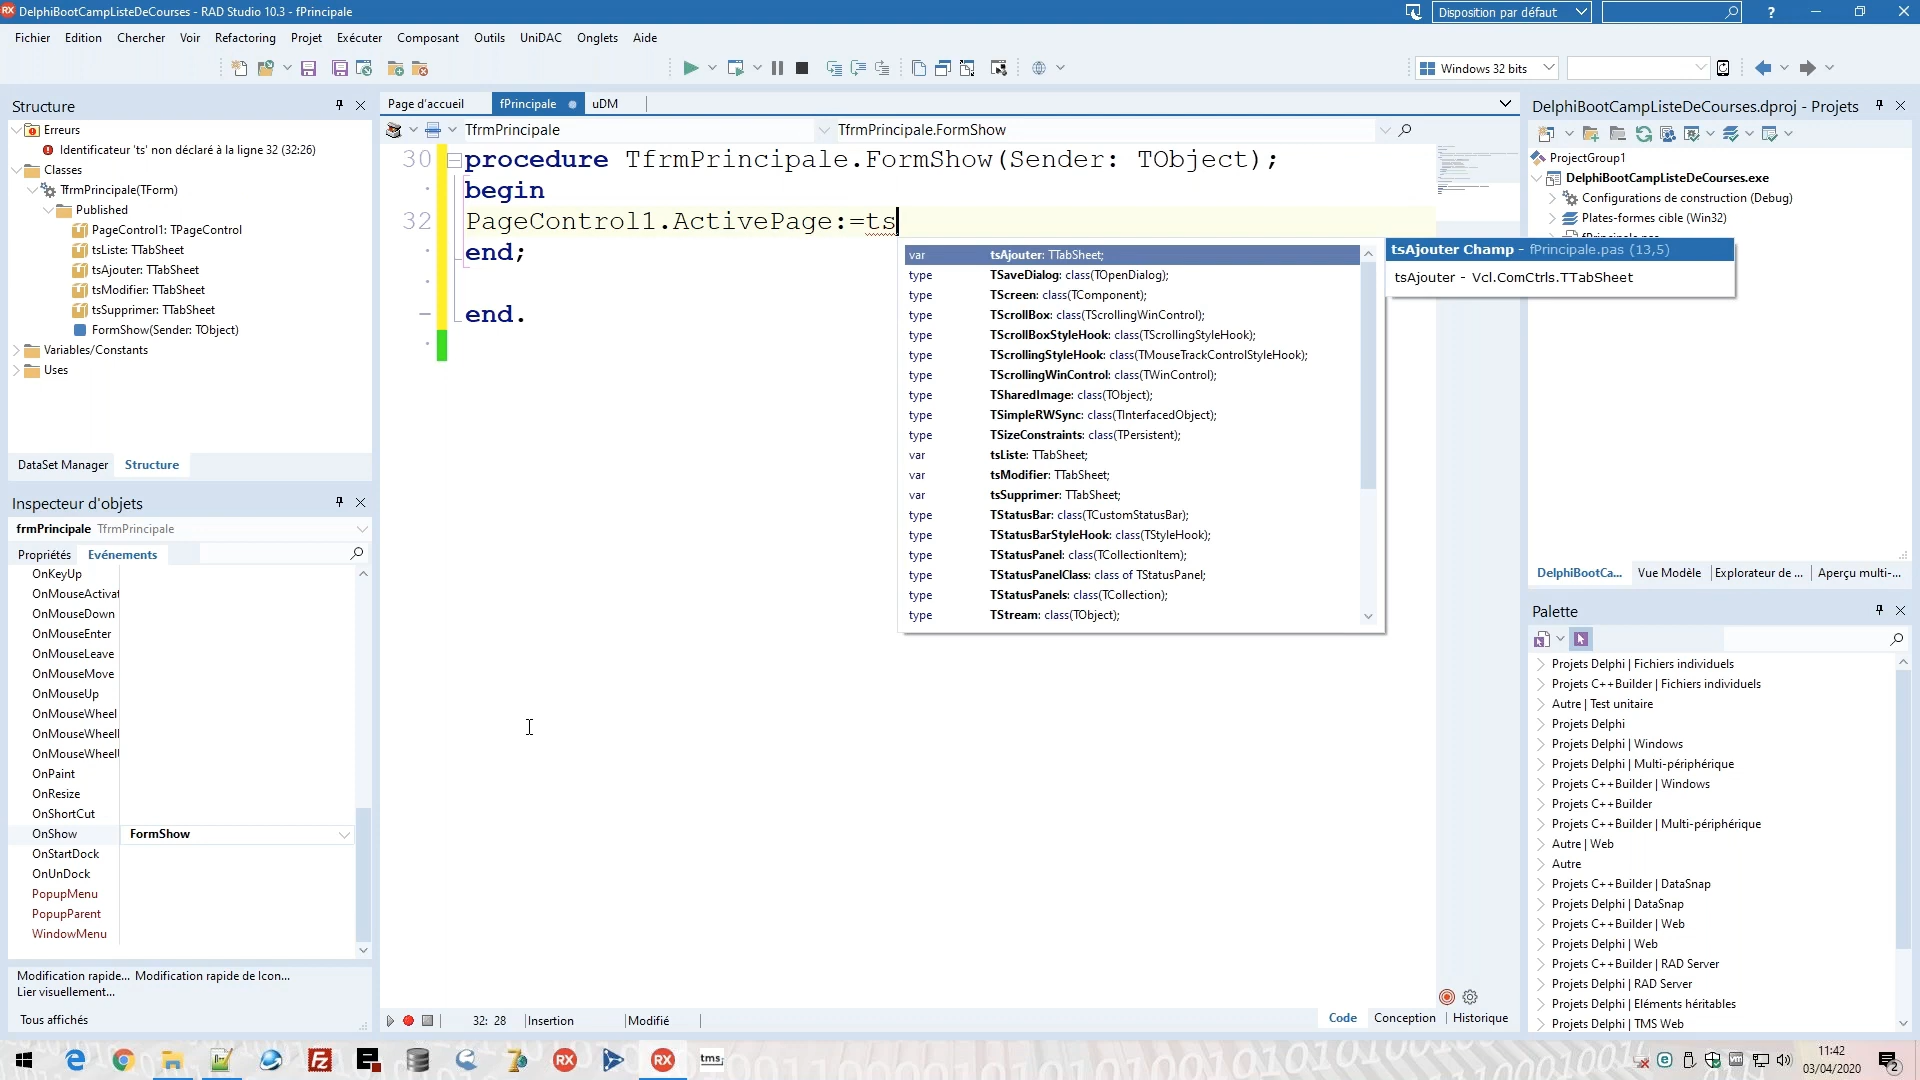 DelphiBootCampListeDeCourses - RAD Studio 10.3 - fPrincipale
Disposition par défaut
Fichier Edition Chercher Voir Refactoring Projet Exécuter Composant Outils UniDAC Onglets Aide
Windows 32 bits
Structure
Erreurs
Identificateur 'ts' non déclaré à la ligne 32 (32:26)
Classes
TfrmPrincipale(TForm)
Published
PageControl1: TPageControl
tsListe: TTabSheet
tsAjouter: TTabSheet
tsModifier: TTabSheet
tsSupprimer: TTabSheet
FormShow(Sender: TObject)
Variables/Constants
Uses
DataSet Manager Structure
Inspecteur d'objets
frmPrincipale TfrmPrincipale
Propriétés Evénements
OnKeyUp
OnMouseActivat
OnMouseDown
OnMouseEnter
OnMouseLeave
OnMouseMove
OnMouseUp
OnMouseWheel
OnMouseWheel
OnMouseWheel
OnPaint
OnResize
OnShortCut
OnShow FormShow
OnStartDock
OnUnDock
PopupMenu
PopupParent
WindowMenu
Modification rapide... Modification rapide de Icon...
Lier visuellement...
Tous affichés
Page d'accueil fPrincipale uDM
TfrmPrincipale TfrmPrincipale.FormShow
30 procedure TfrmPrincipale.FormShow(Sender: TObject);
begin
32 PageControl1.ActivePage:=ts
end;
end.
var tsAjouter: TTabSheet;
type TSaveDialog: class(TOpenDialog);
type TScreen: class(TComponent);
type TScrollBox: class(TScrollingWinControl);
type TScrollBoxStyleHook: class(TScrollingStyleHook);
type TScrollingStyleHook: class(TMouseTrackControlStyleHook);
type TScrollingWinControl: class(TWinControl);
type TSharedImage: class(TObject);
type TSimpleRWSync: class(TInterfacedObject);
type TSizeConstraints: class(TPersistent);
var tsListe: TTabSheet;
var tsModifier: TTabSheet;
var tsSupprimer: TTabSheet;
type TStatusBar: class(TCustomStatusBar);
type TStatusBarStyleHook: class(TStyleHook);
type TStatusPanel: class(TCollectionItem);
type TStatusPanelClass: class of TStatusPanel;
type TStatusPanels: class(TCollection);
type TStream: class(TObject);
tsAjouter Champ - fPrincipale.pas (13,5)
tsAjouter - Vcl.ComCtrls.TTabSheet
32: 28 Insertion Modifié
Code Conception Historique
DelphiBootCampListeDeCourses.dproj - Projets
ProjectGroup1
DelphiBootCampListeDeCourses.exe
Configurations de construction (Debug)
Plates-formes cible (Win32)
fPrincipale.pas
DelphiBootCa... Vue Modèle Explorateur de ... Aperçu multi-...
Palette
Projets Delphi | Fichiers individuels
Projets C++Builder | Fichiers individuels
Autre | Test unitaire
Projets Delphi
Projets Delphi | Windows
Projets Delphi | Multi-périphérique
Projets C++Builder | Windows
Projets C++Builder
Projets C++Builder | Multi-périphérique
Autre | Web
Autre
Projets C++Builder | DataSnap
Projets Delphi | DataSnap
Projets C++Builder | Web
Projets Delphi | Web
Projets C++Builder | RAD Server
Projets Delphi | RAD Server
Projets Delphi | Eléments héritables
Projets Delphi | TMS Web
RX RX tms
11:42
03/04/2020
2